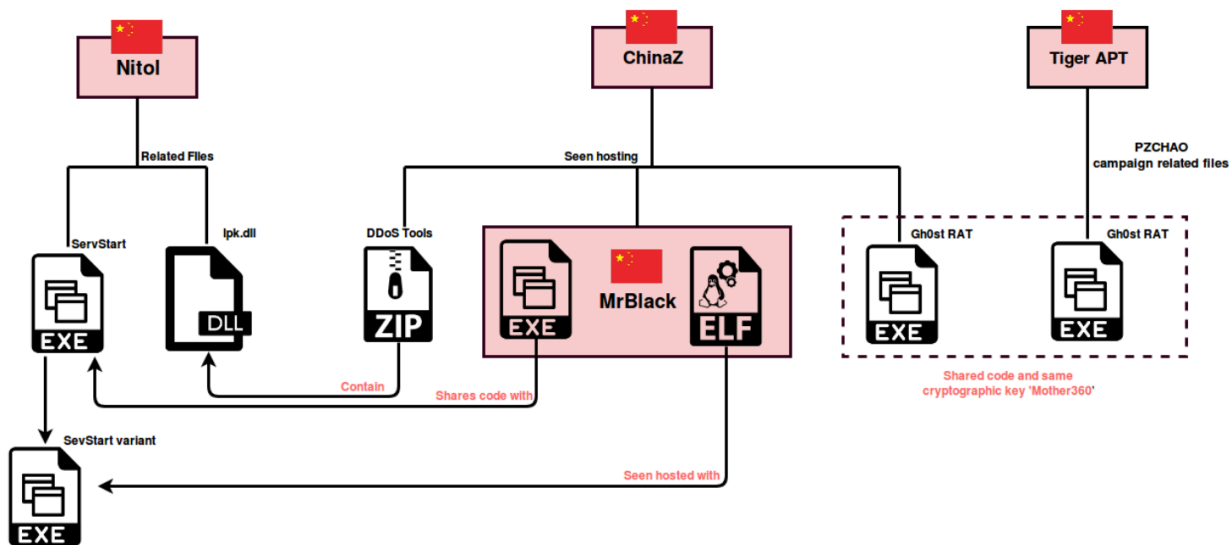 Nitol
ChinaZ
Tiger APT
Related FIles
Seen hosting
PZCHAO
campaign related files
ServStart
lpk.dll
DDoS Tools
Gh0st RAT
Gh0st RAT
MrBlack
EXE
DLL
ZIP
EXE
ELF
EXE
EXE
Contain
Shares code with
Shared code and same
cryptographic key 'Mother360'
SevStart variant
Seen hosted with
EXE